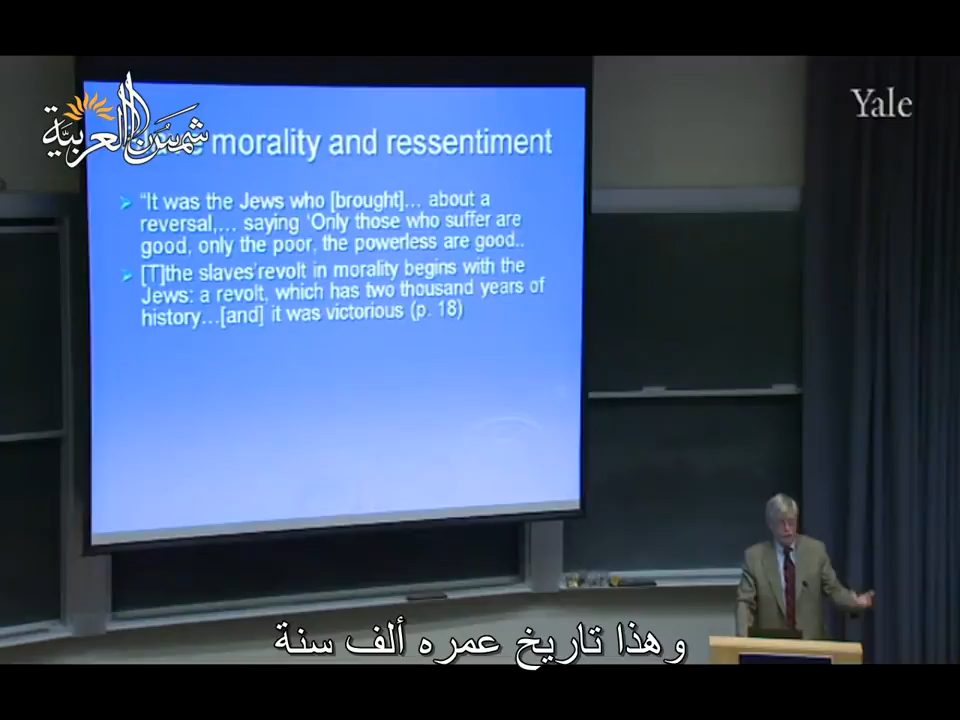 شمس العربية
Yale
morality and ressentiment
"It was the Jews who [brought]... about a
reversal,... saying 'Only those who suffer are
good, only the poor, the powerless are good..
[T]the slaves'revolt in morality begins with the
Jews: a revolt, which has two thousand years of
history...[and] it was victorious (p. 18)
وهذا تاريخ عمره ألف سنة